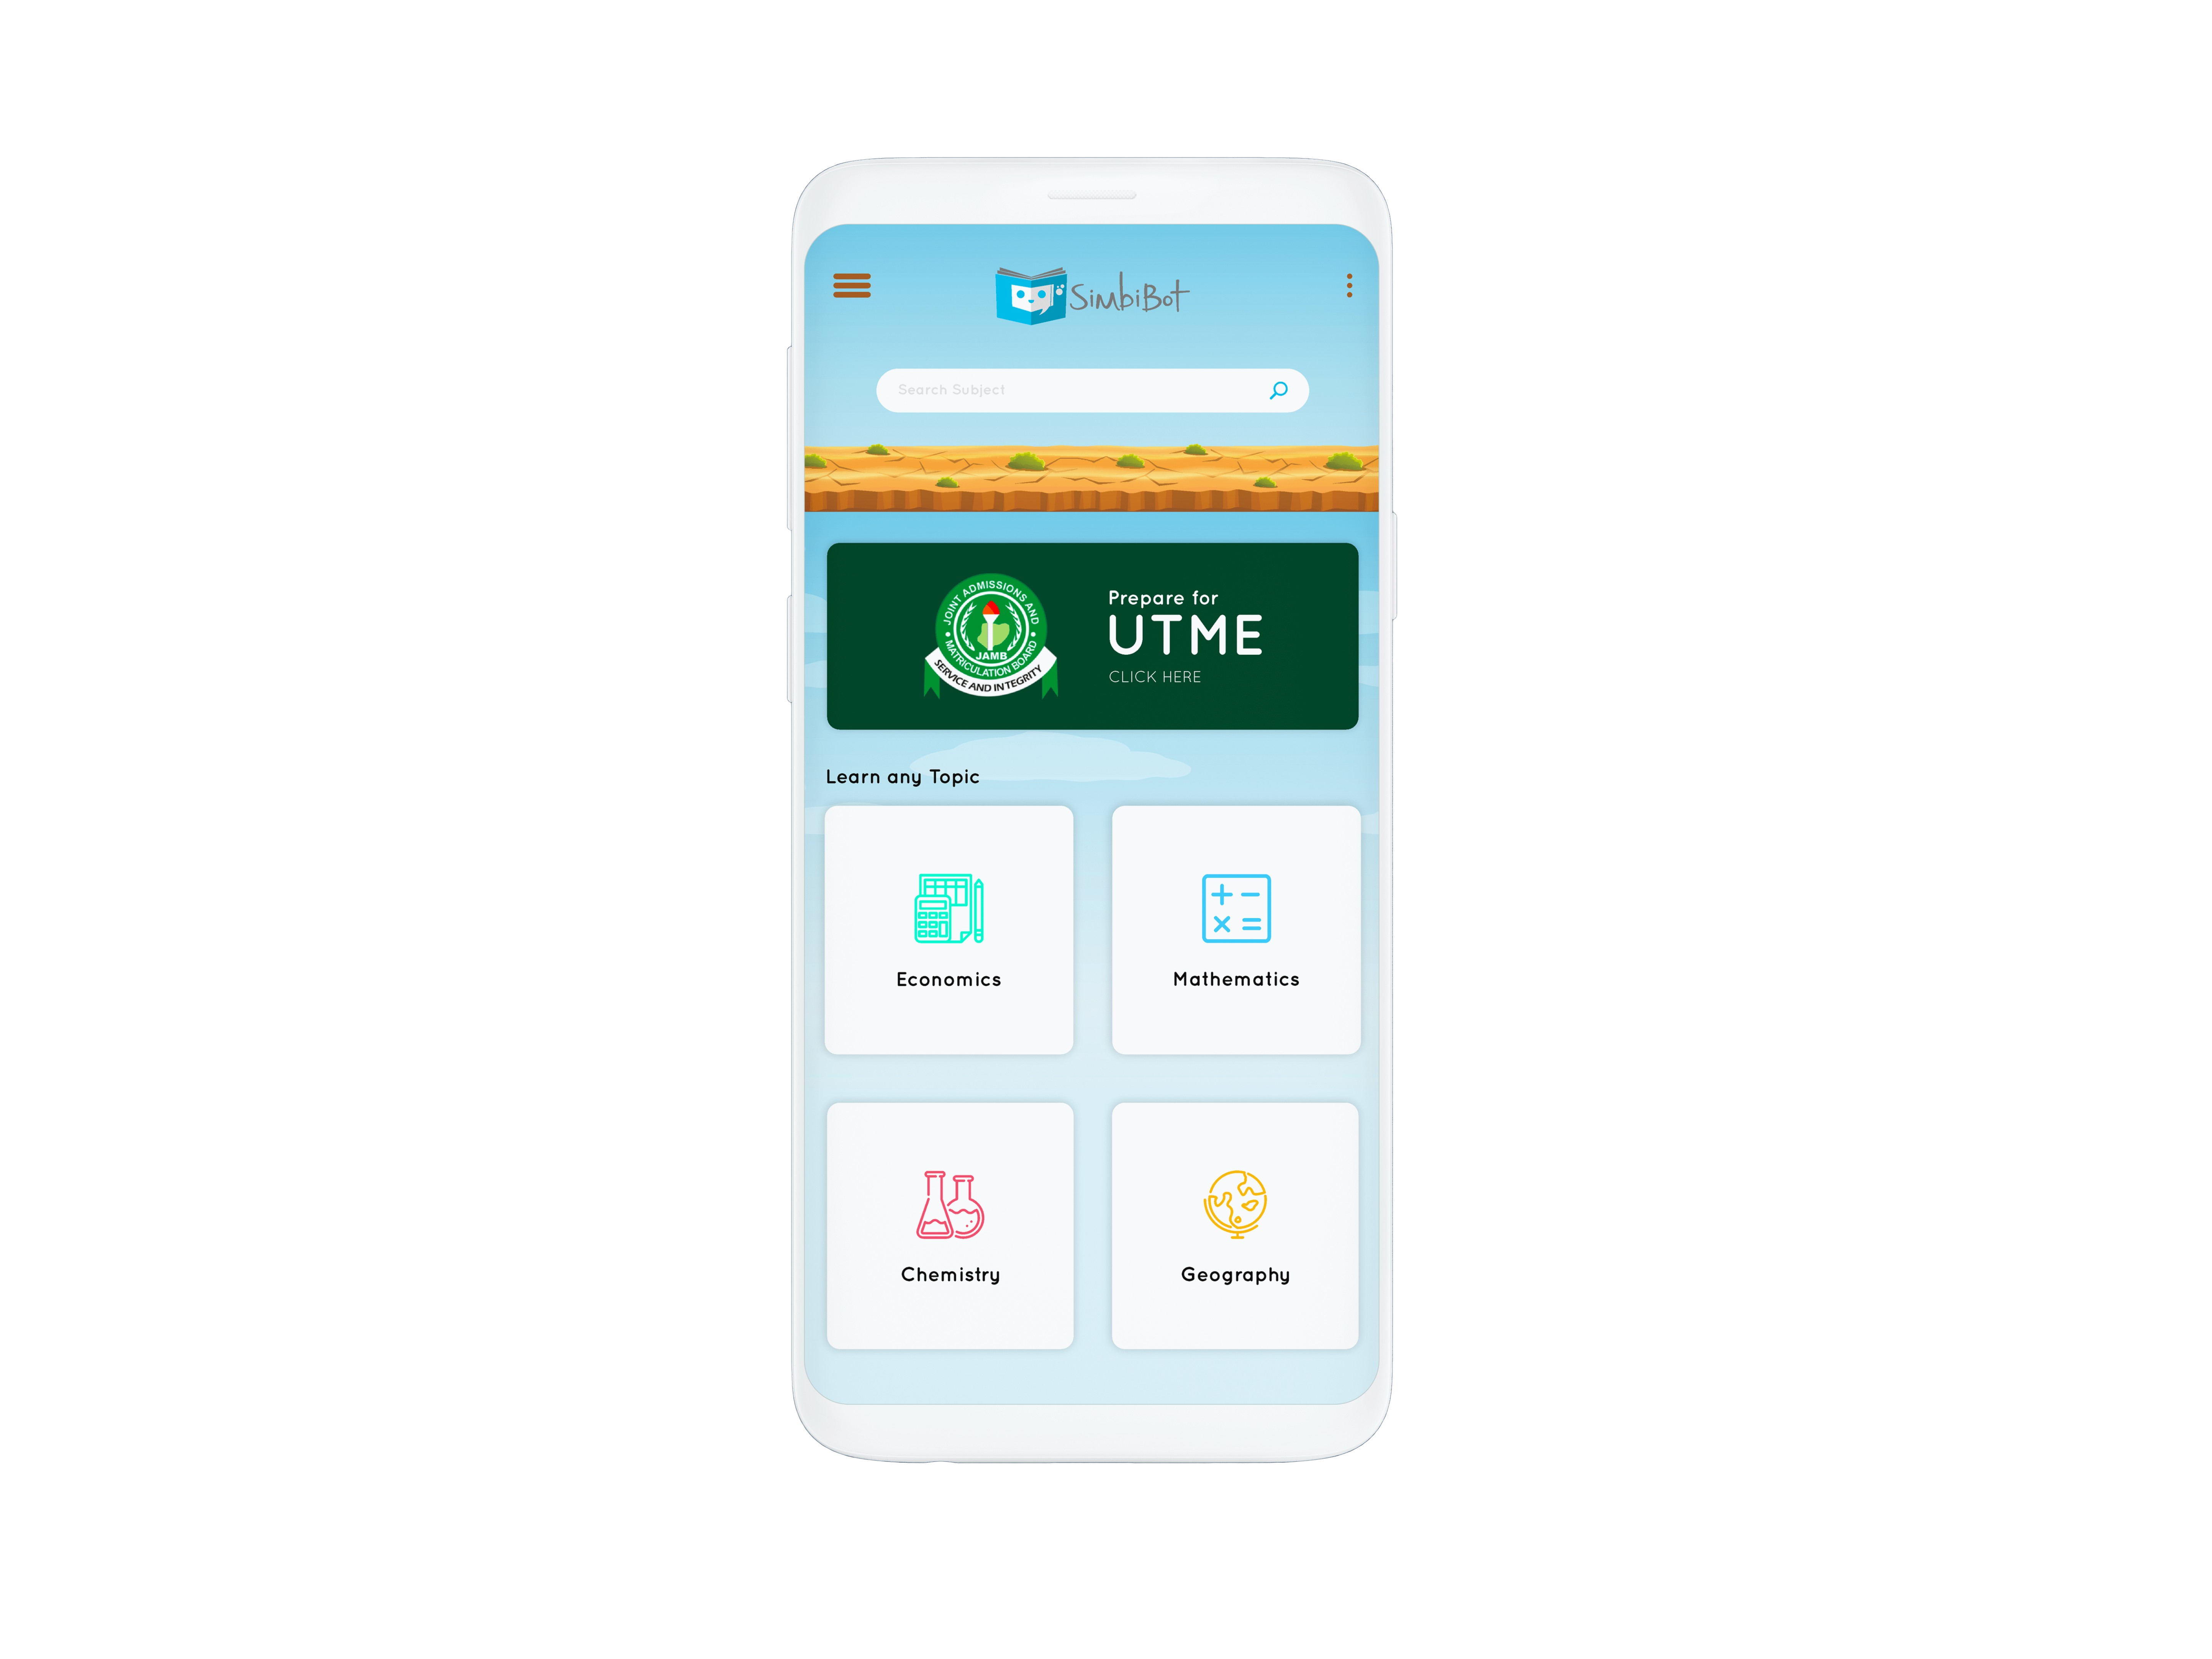 SimbiBot
Search Subject
JOINT ADMISSIONS AND
MATRICULATION BOARD
JAMB
SERVICE AND INTEGRITY
Prepare for
UTME
CLICK HERE
Learn any Topic
Economics
Mathematics
Chemistry
Geography